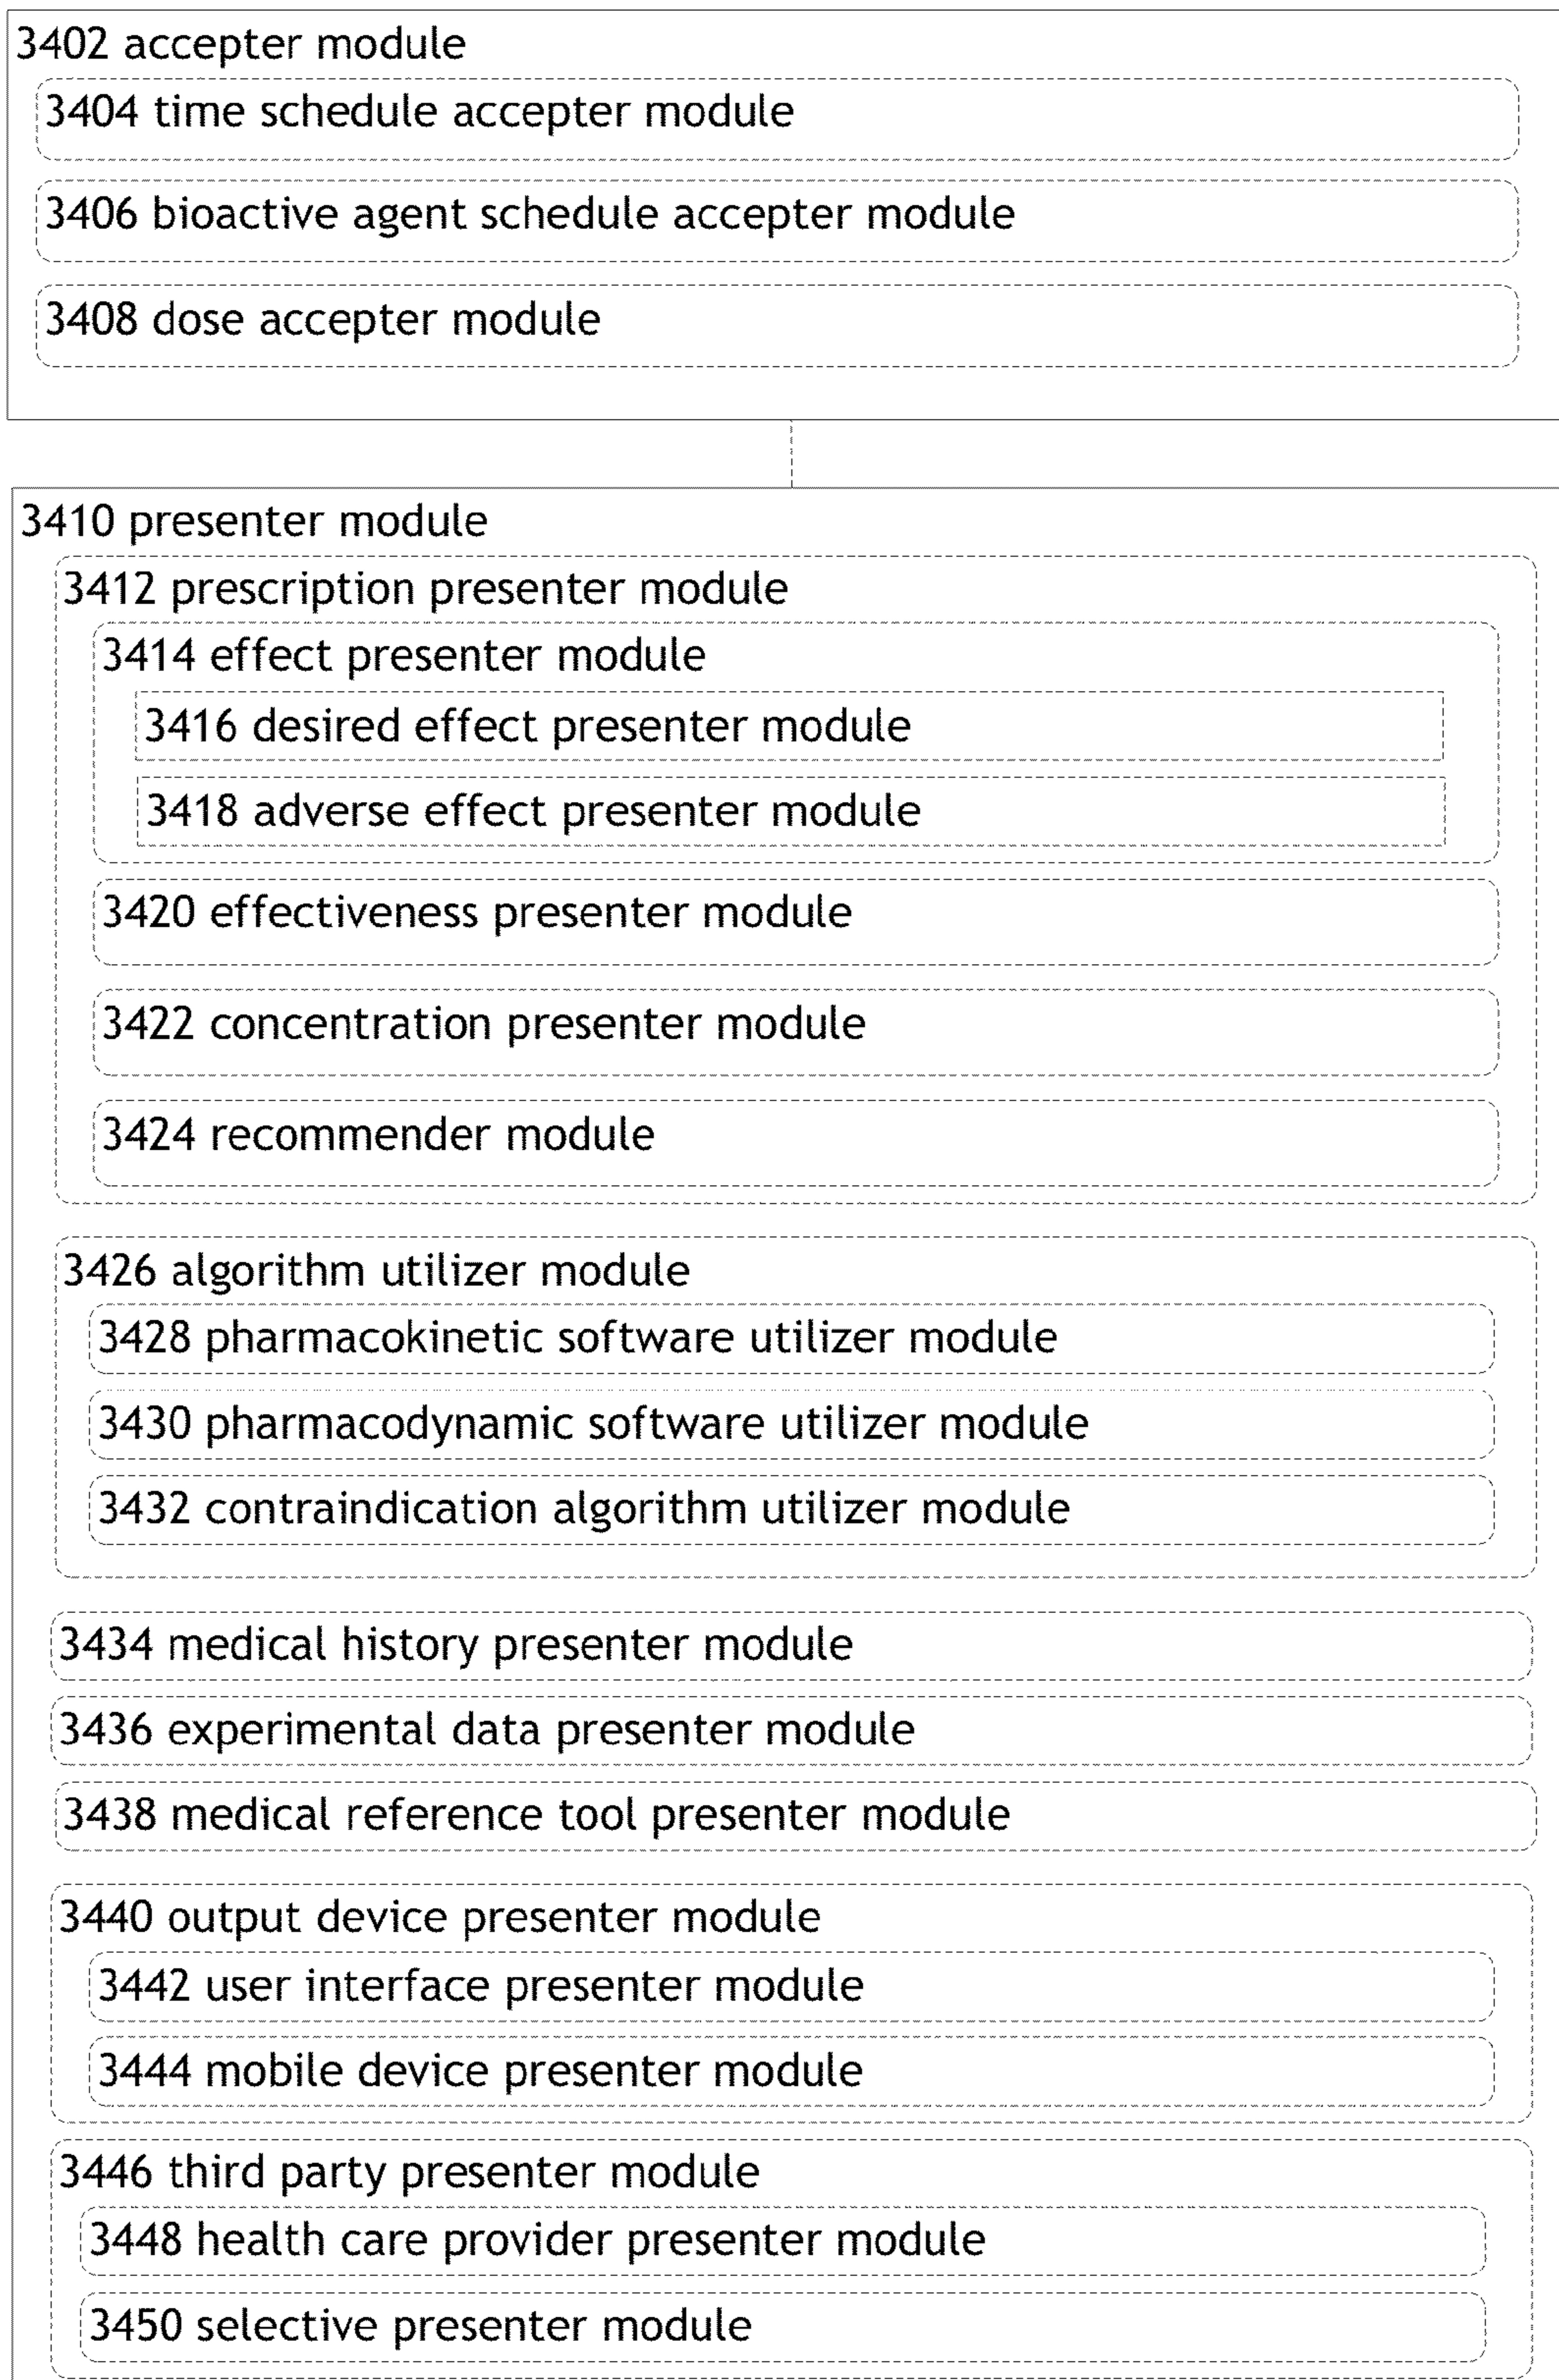 3402 accepter module
3404 time schedule accepter module
3406 bioactive agent schedule accepter module
3408 dose accepter module
3410 presenter module
3412 prescription presenter module
3414 effect presenter module
3416 desired effect presenter module
3418 adverse effect presenter module
3420 effectiveness presenter module
3422 concentration presenter module
3424 recommender module
3426 algorithm utilizer module
3428 pharmacokinetic software utilizer module
3430 pharmacodynamic software utilizer module
3432 contraindication algorithm utilizer module
3434 medical history presenter module
3436 experimental data presenter module
3438 medical reference tool presenter module
3440 output device presenter module
3442 user interface presenter module
3444 mobile device presenter module
3446 third party presenter module
3448 health care provider presenter module
3450 selective presenter module